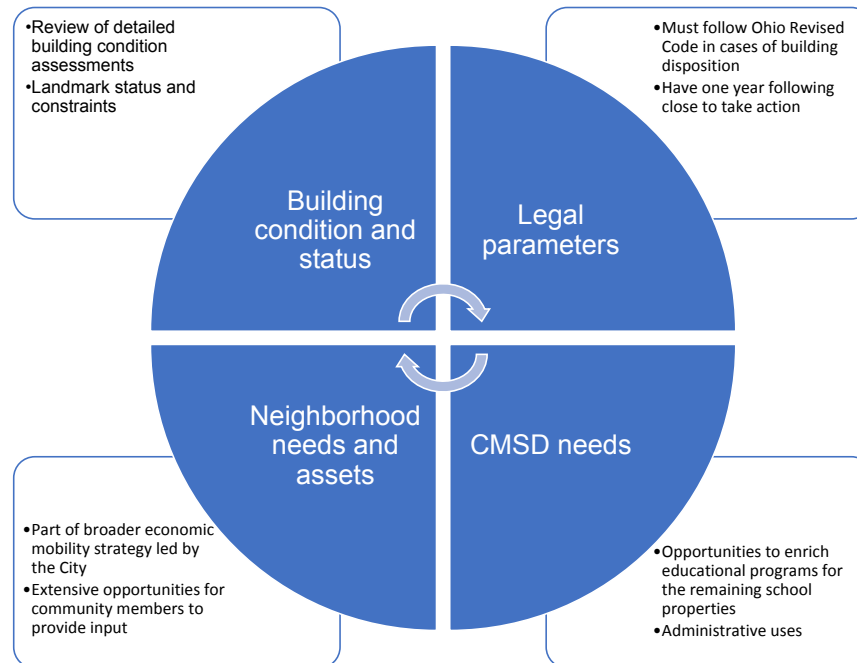 •Review of detailed
building condition
assessments
•Landmark status and
constraints
•Must follow Ohio Revised
Code in cases of building
disposition
•Have one year following
close to take action
Building
condition and
status
Legal
parameters
Neighborhood
needs and
assets
CMSD needs
•Part of broader economic
mobility strategy led by
the City
•Extensive opportunities for
community members to
provide input
•Opportunities to enrich
educational programs for
the remaining school
properties
•Administrative uses